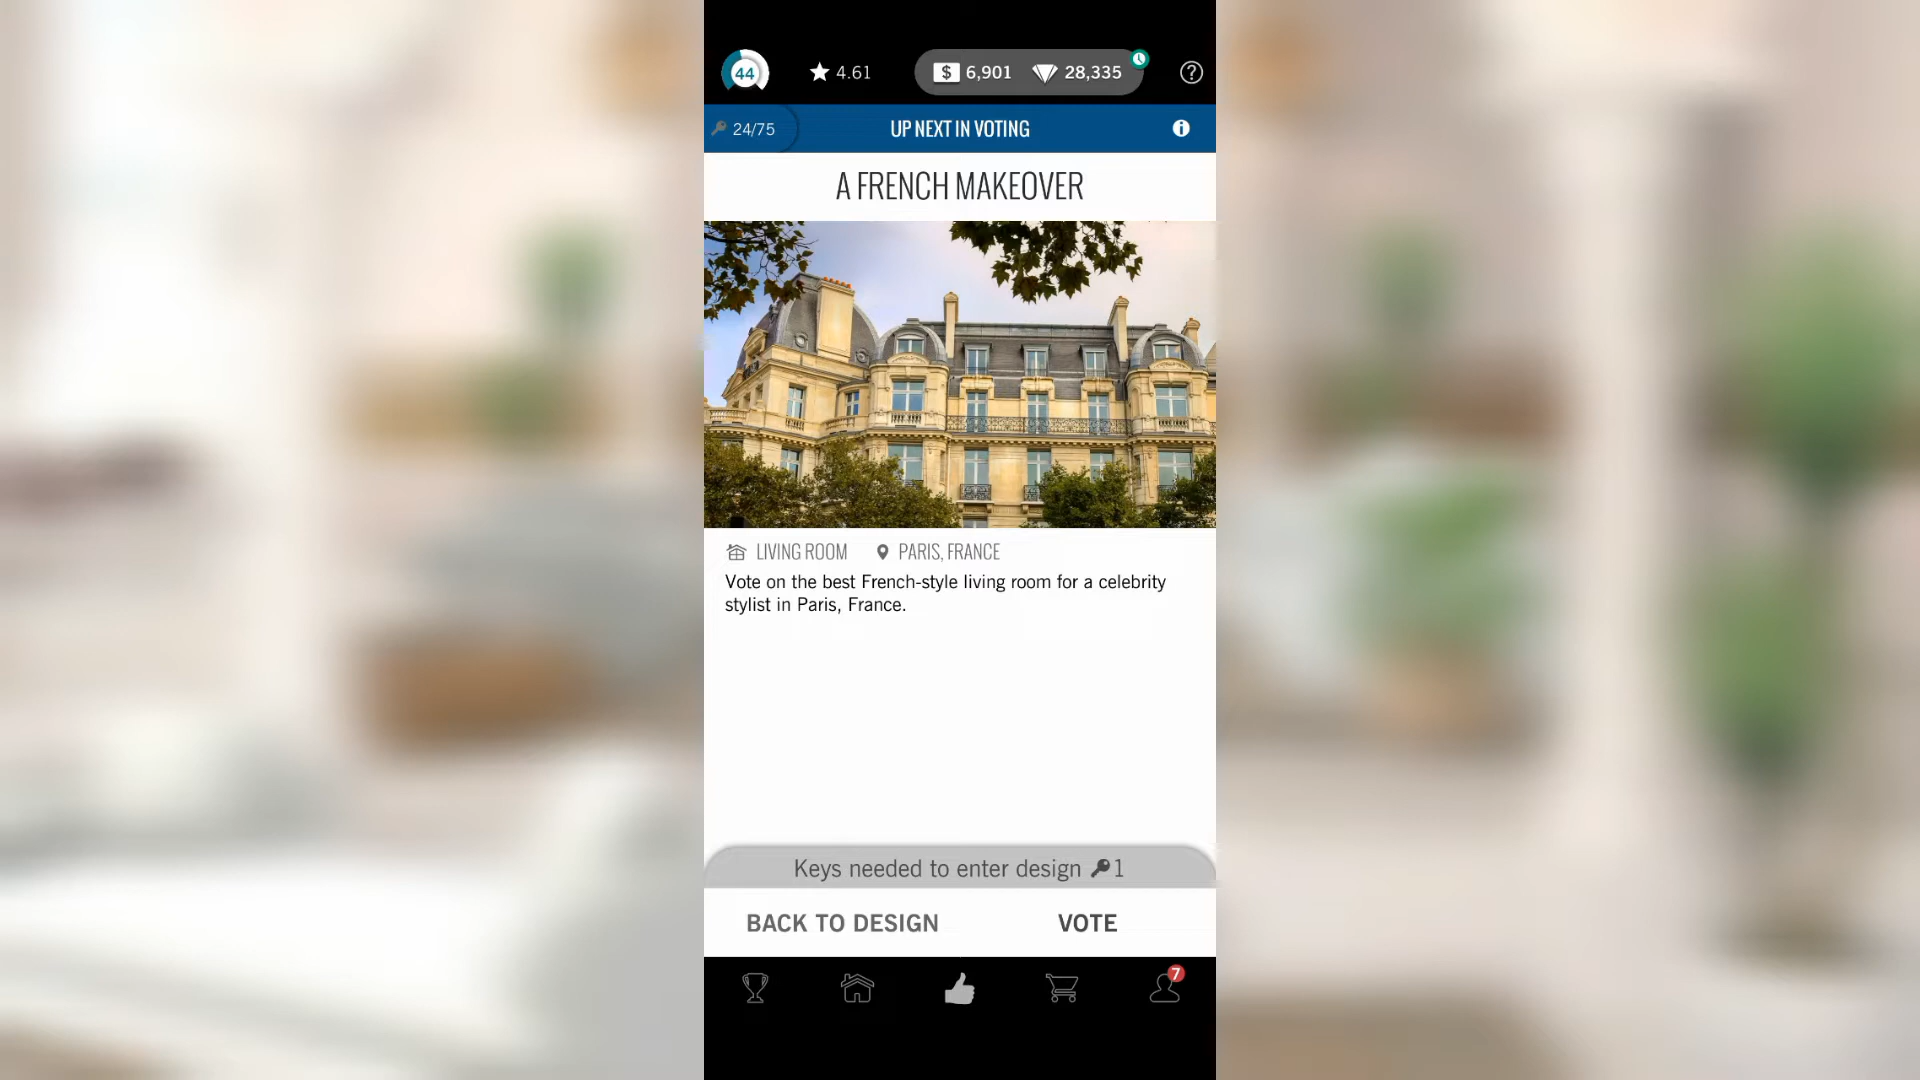 44
4.61
$ 6,901
28,335
?
24/75
UP NEXT IN VOTING
i
A FRENCH MAKEOVER
LIVING ROOM
PARIS, FRANCE
Vote on the best French-style living room for a celebrity
stylist in Paris, France.
Keys needed to enter design 1
BACK TO DESIGN
VOTE
7